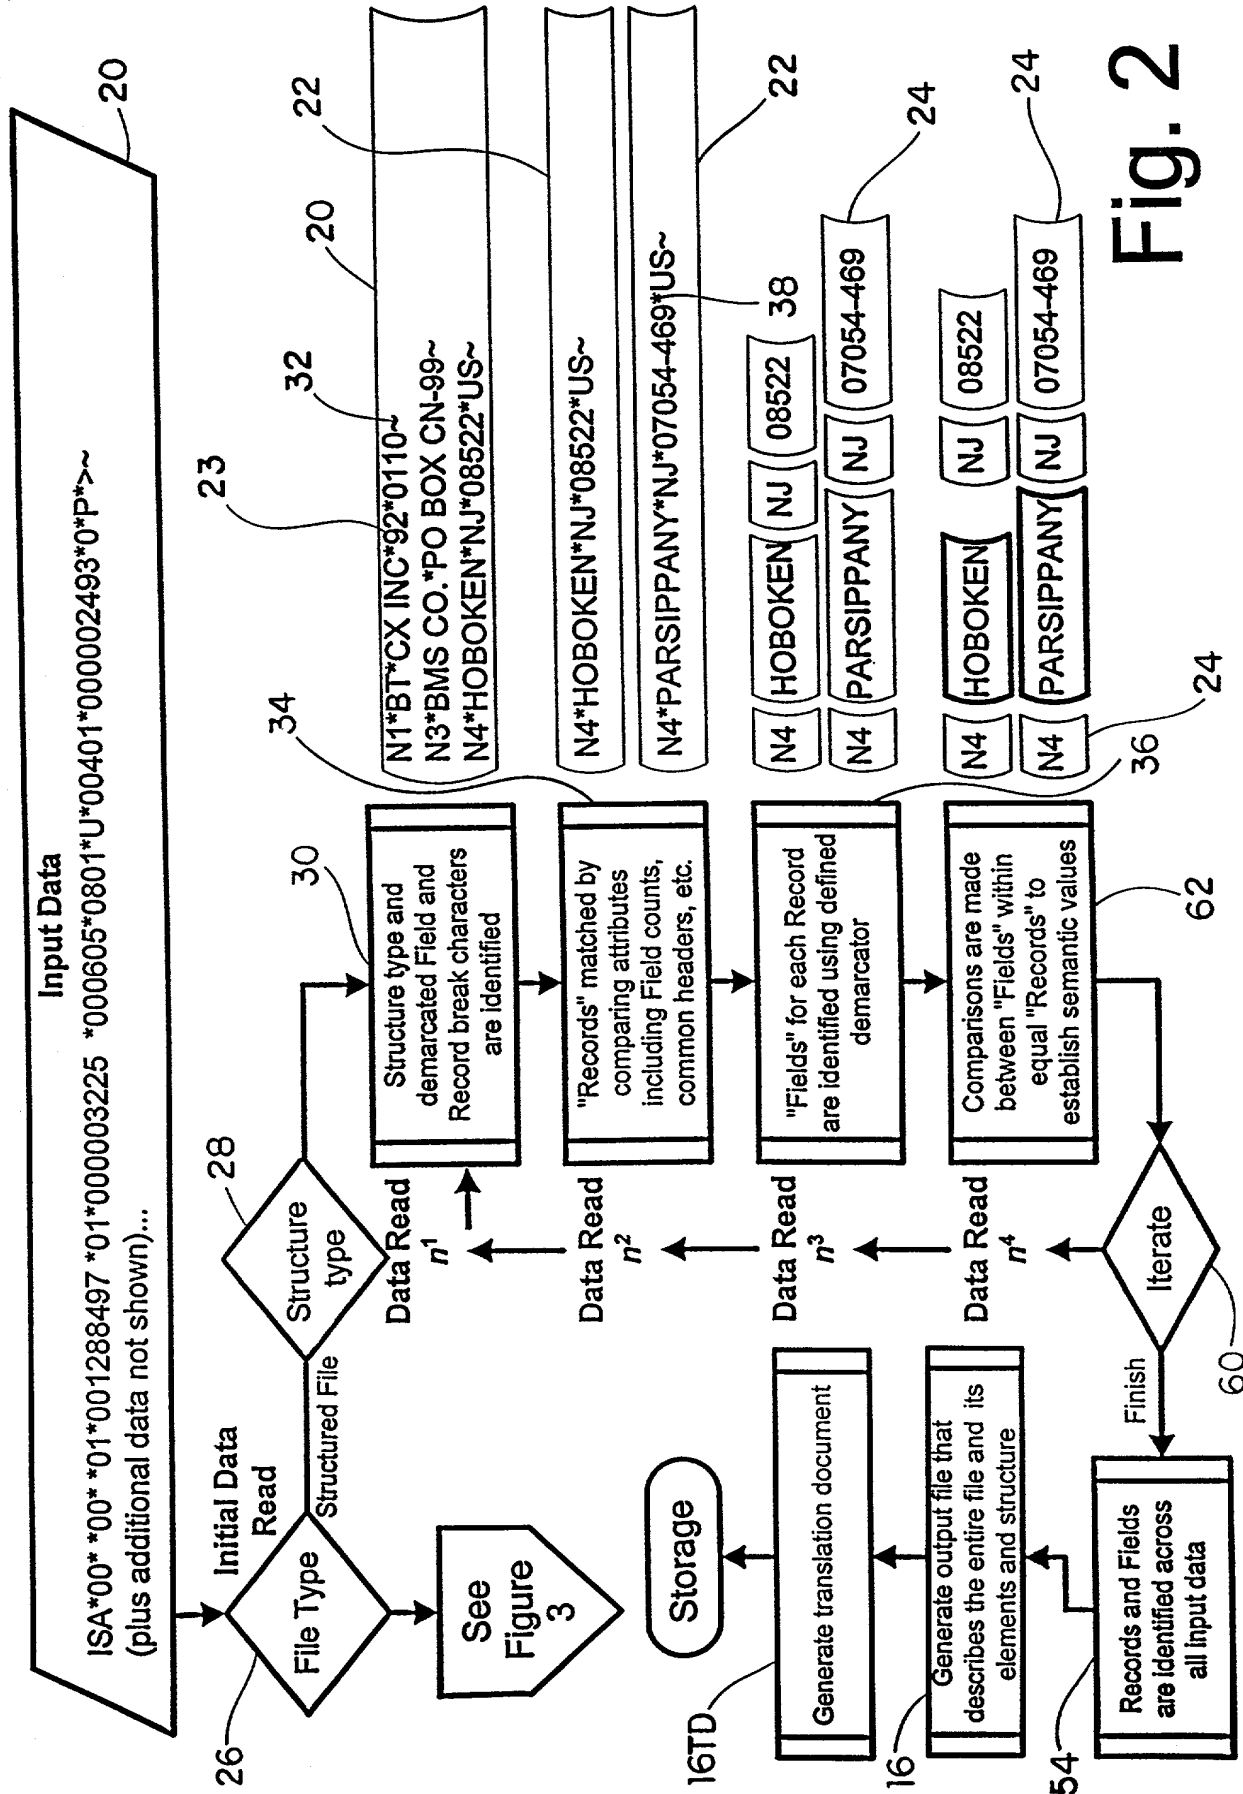 Input Data
ISA*00* *00* *01*001288497 *01*000003225 *000605*0801*U*00401*000002493*0*P*>~
(plus additional data not shown)...
20
26
File Type
Initial Data
Read
Structured File
28
Structure
type
See
Figure
3
30
Structure type and
demarcated Field and
Record break characters
are identified
Data Read
n1
23
32
20
N1*BT*CX INC*92*0110~
N3*BMS CO.*PO BOX CN-99~
N4*HOBOKEN*NJ*08522*US~
34
"Records" matched by
comparing attributes
including Field counts,
common headers, etc.
Data Read
n2
22
N4*HOBOKEN*NJ*08522*US~
N4*PARSIPPANY*NJ*07054-469*US~
22
38
"Fields" for each Record
are identified using defined
demarcator
Data Read
n3
36
N4 HOBOKEN NJ 08522
N4 PARSIPPANY NJ 07054-469
24
Comparisons are made
between "Fields" within
equal "Records" to
establish semantic values
Data Read
n4
62
N4 HOBOKEN NJ 08522
N4 PARSIPPANY NJ 07054-469
24
24
Iterate
60
Finish
Records and Fields
are identified across
all input data
54
Generate output file that
describes the entire file and its
elements and structure
16
Generate translation document
16TD
Storage
Fig. 2